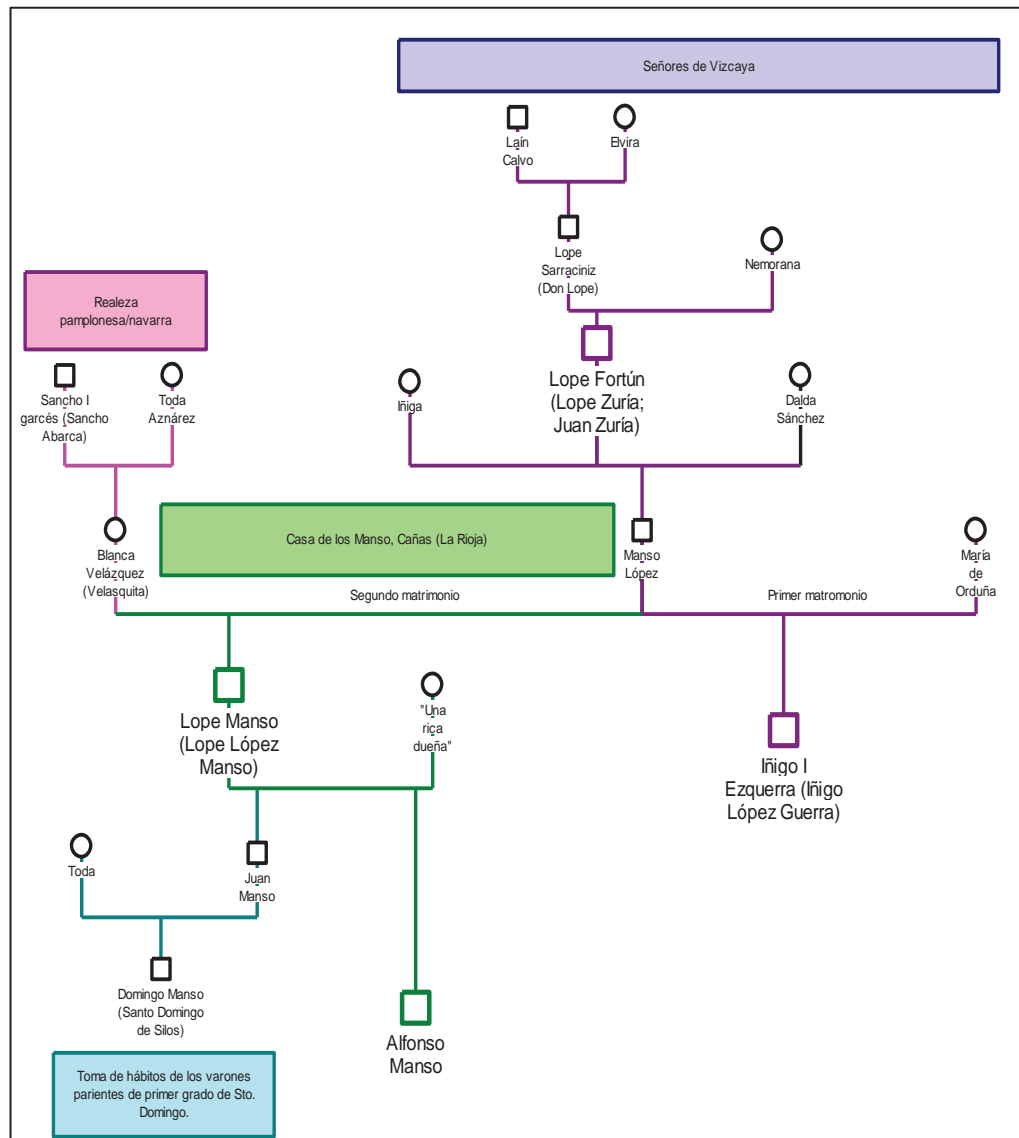 Señores de Vizcaya
Laín
Calvo
Elvira
Lope
Sarraciniz
(Don Lope)
Nemorana
Realeza
pamplonesa/navarra
Sancho I
garcés (Sancho
Abarca)
Toda
Aznárez
Iñiga
Lope Fortún
(Lope Zuría;
Juan Zuría)
Dalda
Sánchez
Blanca
Velázquez
(Velasquita)
Casa de los Manso, Cañas (La Rioja)
Manso
López
María
de
Orduña
Segundo matrimonio
Primer matromonio
Lope Manso
(Lope López
Manso)
"Una
rica
dueña"
Iñigo I
Ezquerra (Iñigo
López Guerra)
Toda
Juan
Manso
Domingo Manso
(Santo Domingo
de Silos)
Alfonso
Manso
Toma de hábitos de los varones
parientes de primer grado de Sto.
Domingo.